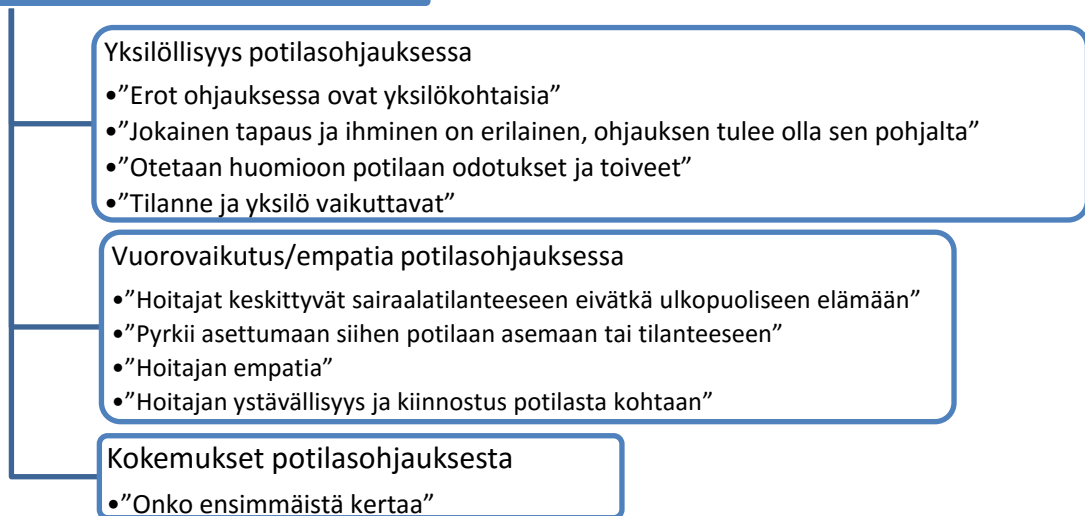 Yksilöllisyys potilasohjauksessa
•”Erot ohjauksessa ovat yksilökohtaisia”
•”Jokainen tapaus ja ihminen on erilainen, ohjauksen tulee olla sen pohjalta”
•”Otetaan huomioon potilaan odotukset ja toiveet”
•”Tilanne ja yksilö vaikuttavat”
Vuorovaikutus/empatia potilasohjauksessa
•”Hoitajat keskittyvät sairaalatilanteeseen eivätkä ulkopuoliseen elämään”
•”Pyrkii asettumaan siihen potilaan asemaan tai tilanteeseen”
•”Hoitajan empatia”
•”Hoitajan ystävällisyys ja kiinnostus potilasta kohtaan”
Kokemukset potilasohjauksesta
•”Onko ensimmäistä kertaa”